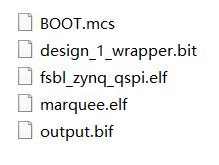 BOOT.mcs
design_1_wrapper.bit
fsbl_zynq_qspi.elf
marquee.elf
output.bif